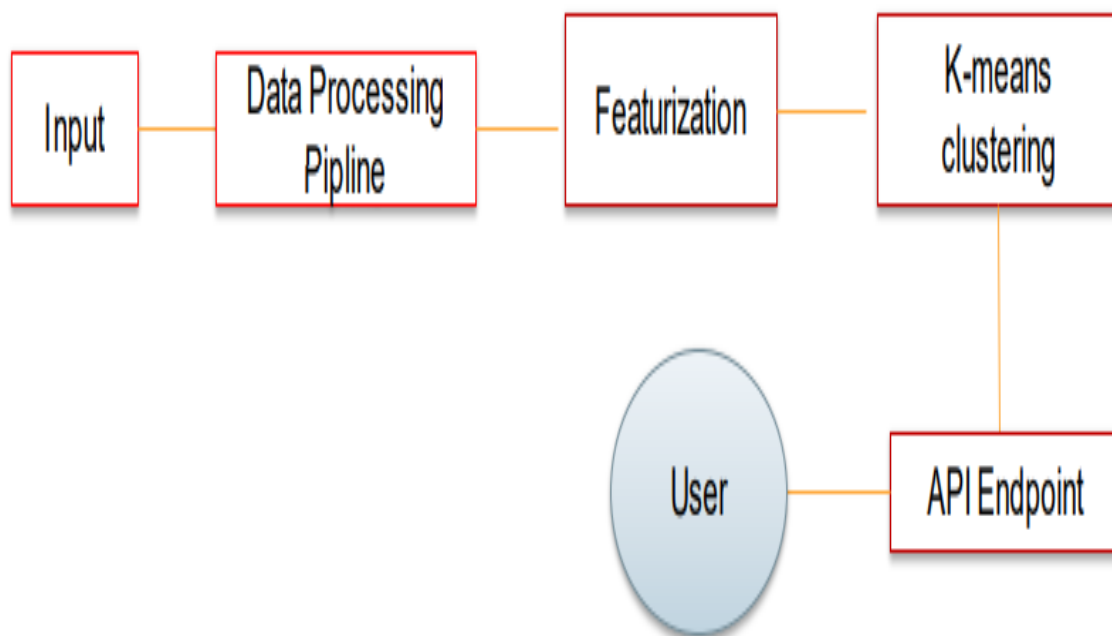 Input
Data Processing
Pipline
Featurization
K-means
clustering
User
API Endpoint